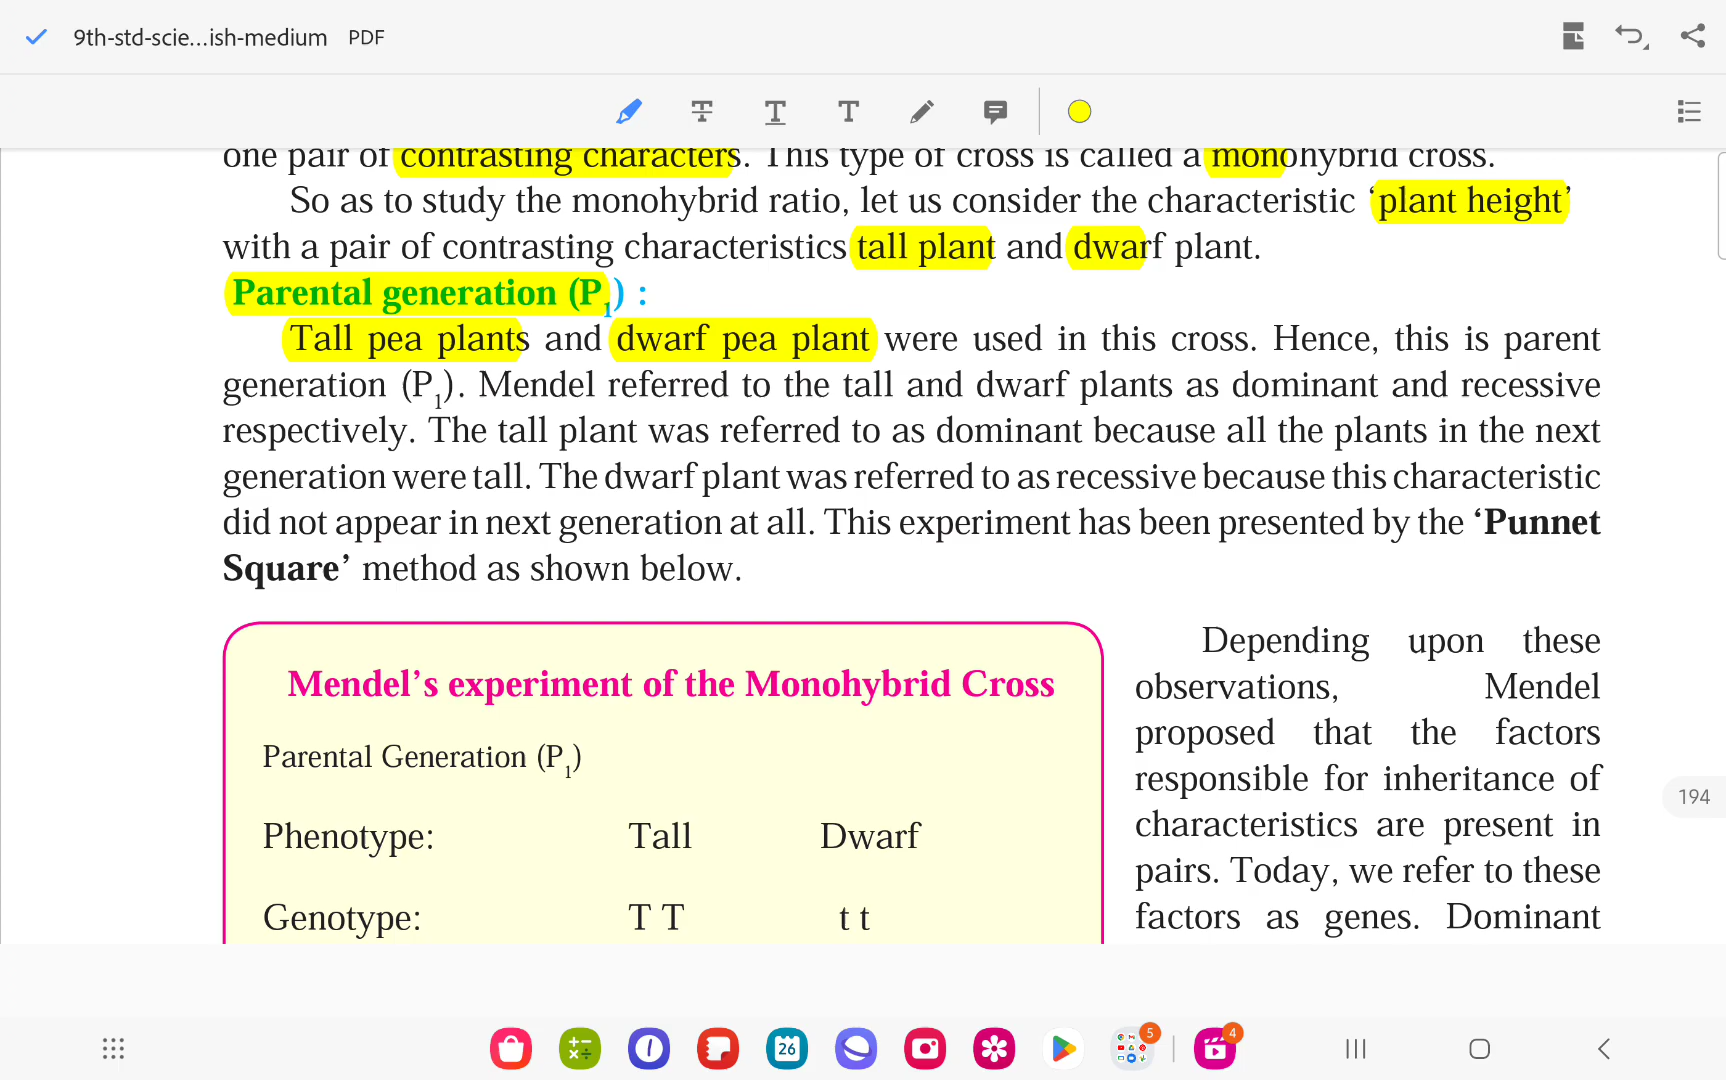 9th-std-scie...ish-medium PDF
one pair of contrasting characters. This type of cross is called a monohybrid cross.
So as to study the monohybrid ratio, let us consider the characteristic ‘plant height’
with a pair of contrasting characteristics tall plant and dwarf plant.
Parental generation (P1) :
Tall pea plants and dwarf pea plant were used in this cross. Hence, this is parent
generation (P1). Mendel referred to the tall and dwarf plants as dominant and recessive
respectively. The tall plant was referred to as dominant because all the plants in the next
generation were tall. The dwarf plant was referred to as recessive because this characteristic
did not appear in next generation at all. This experiment has been presented by the ‘Punnet
Square’ method as shown below.
Mendel’s experiment of the Monohybrid Cross
Parental Generation (P1)
Phenotype: Tall Dwarf
Genotype: T T t t
Depending upon these
observations, Mendel
proposed that the factors
responsible for inheritance of
characteristics are present in
pairs. Today, we refer to these
factors as genes. Dominant
194
26
5
4